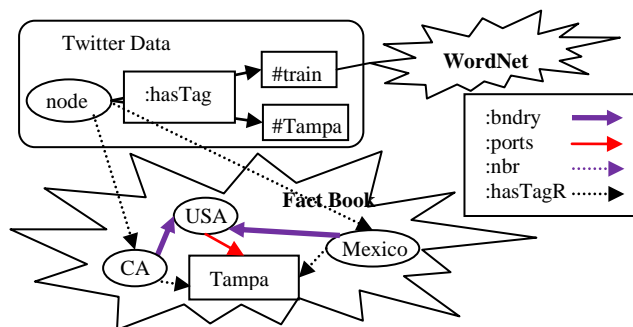 Twitter Data
WordNet
#train
:hasTag
node
#Tampa
:bndry
:ports
:nbr
:hasTagR
Fact Book
USA
Mexico
CA
Tampa